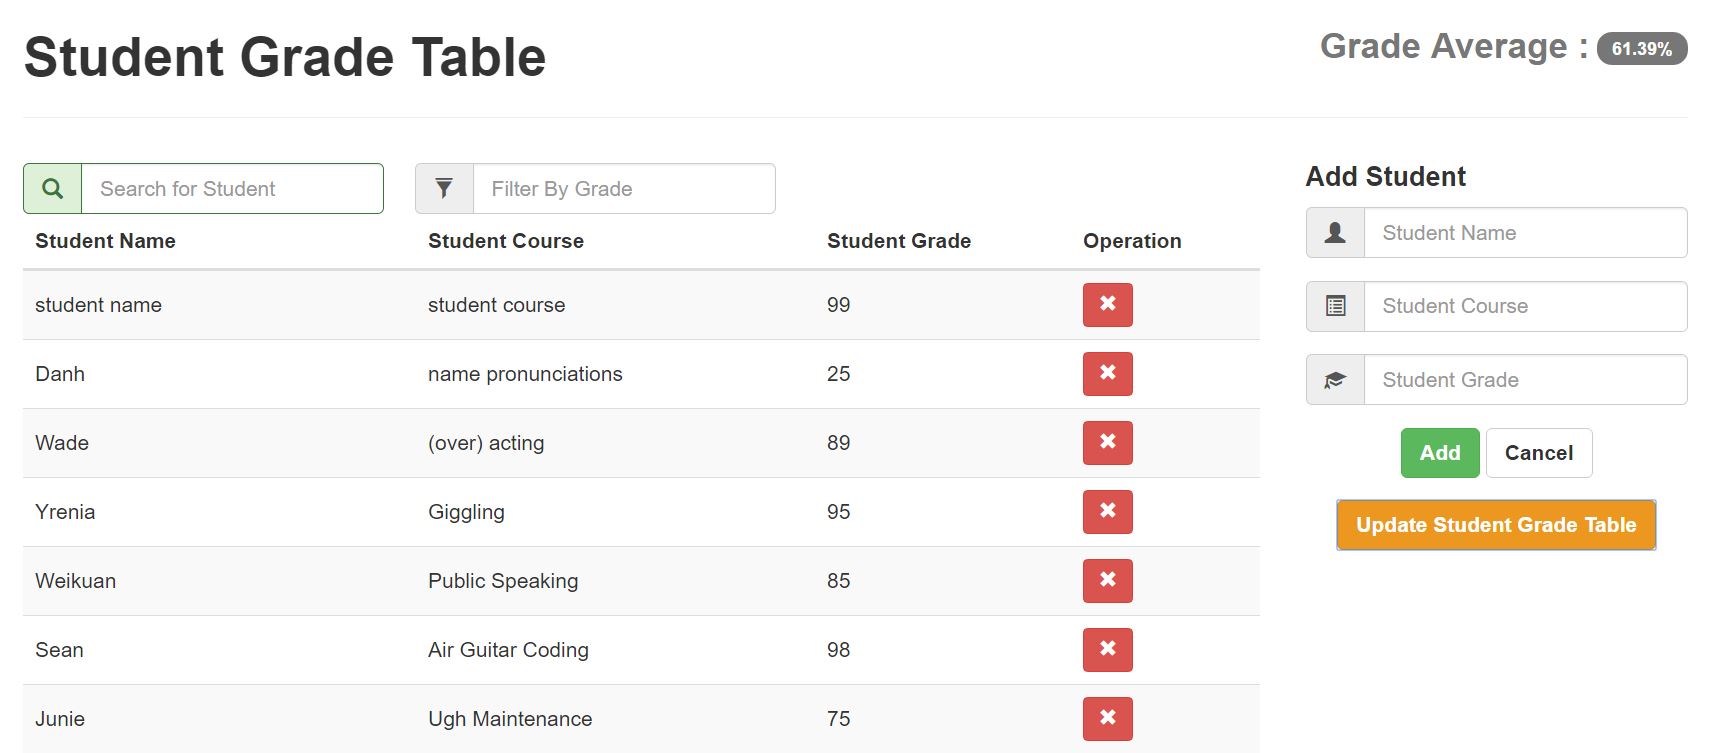 Student Grade Table
Grade Average : 61.39%
Search for Student
Filter By Grade
Student Name Student Course Student Grade Operation
student name student course 99
Danh name pronunciations 25
Wade (over) acting 89
Yrenia Giggling 95
Weikuan Public Speaking 85
Sean Air Guitar Coding 98
Junie Ugh Maintenance 75
Add Student
Student Name
Student Course
Student Grade
Add Cancel
Update Student Grade Table